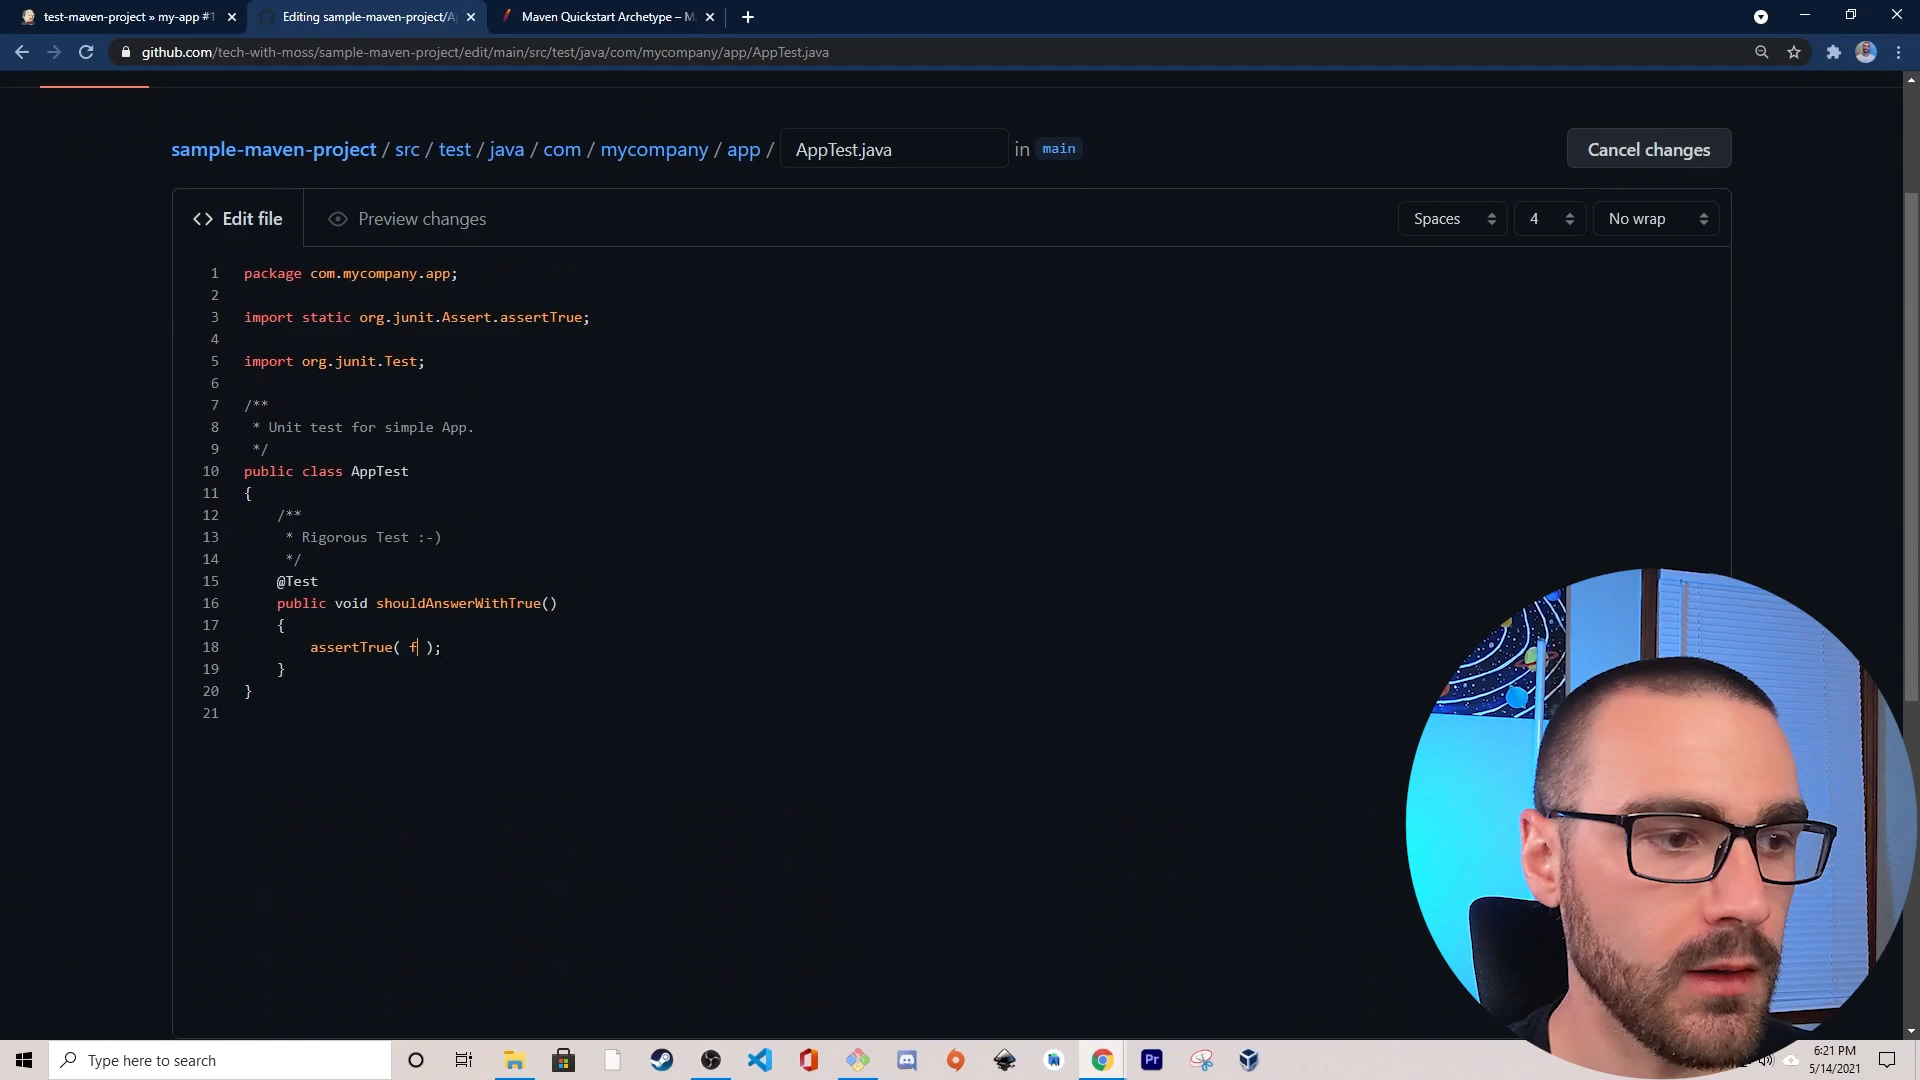 test-maven-project » my-app #1
Editing sample-maven-project/A
Maven Quickstart Archetype – M
github.com/tech-with-moss/sample-maven-project/edit/main/src/test/java/com/mycompany/app/AppTest.java
sample-maven-project / src / test / java / com / mycompany / app / AppTest.java in main
Cancel changes
<> Edit file
Preview changes
Spaces
4
No wrap
1 package com.mycompany.app;
2
3 import static org.junit.Assert.assertTrue;
4
5 import org.junit.Test;
6
7 /**
8 * Unit test for simple App.
9 */
10 public class AppTest
11 {
12 /**
13 * Rigorous Test :-)
14 */
15 @Test
16 public void shouldAnswerWithTrue()
17 {
18 assertTrue( f );
19 }
20 }
21
Type here to search
Pr
6:21 PM
5/14/2021